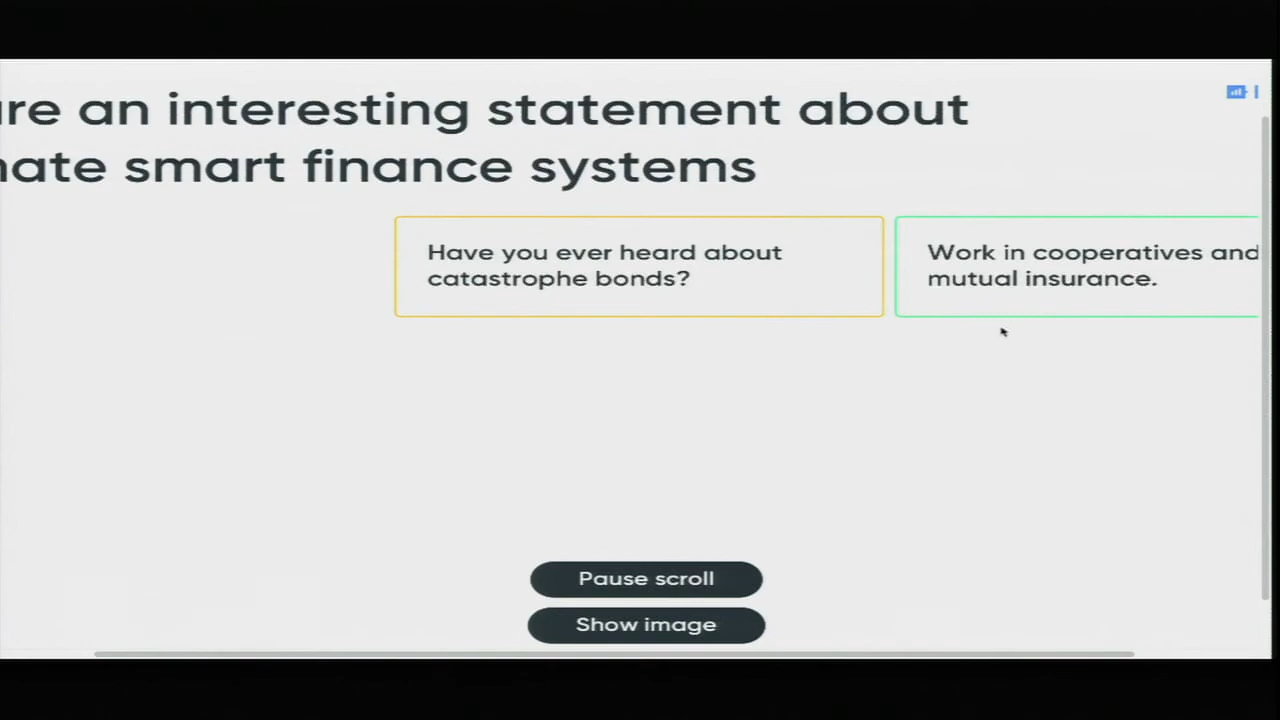 are an interesting statement about
nate smart finance systems
Have you ever heard about
catastrophe bonds?
Work in cooperatives and
mutual insurance.
Pause scroll
Show image